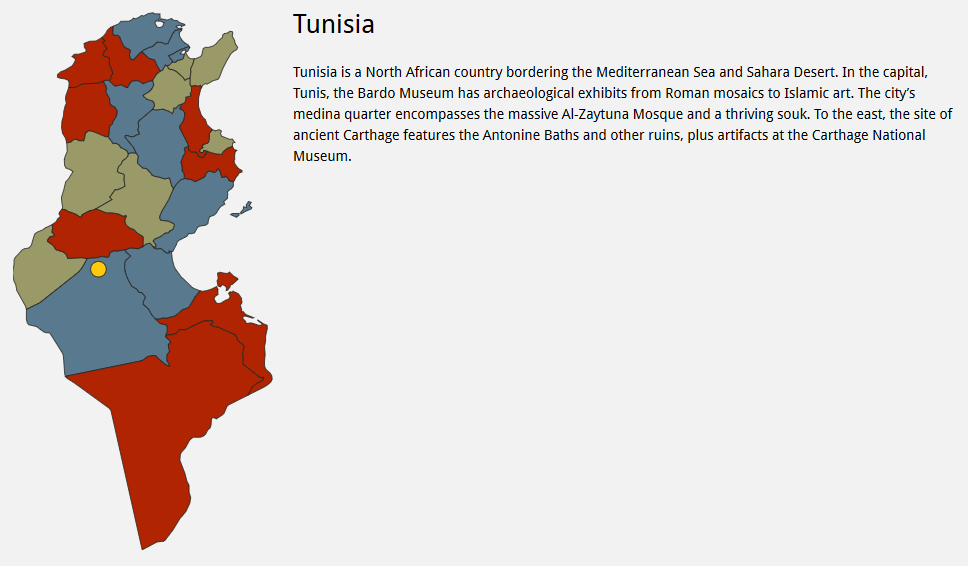 Tunisia
Tunisia is a North African country bordering the Mediterranean Sea and Sahara Desert. In the capital,
Tunis, the Bardo Museum has archaeological exhibits from Roman mosaics to Islamic art. The city’s
medina quarter encompasses the massive Al-Zaytuna Mosque and a thriving souk. To the east, the site of
ancient Carthage features the Antonine Baths and other ruins, plus artifacts at the Carthage National
Museum.